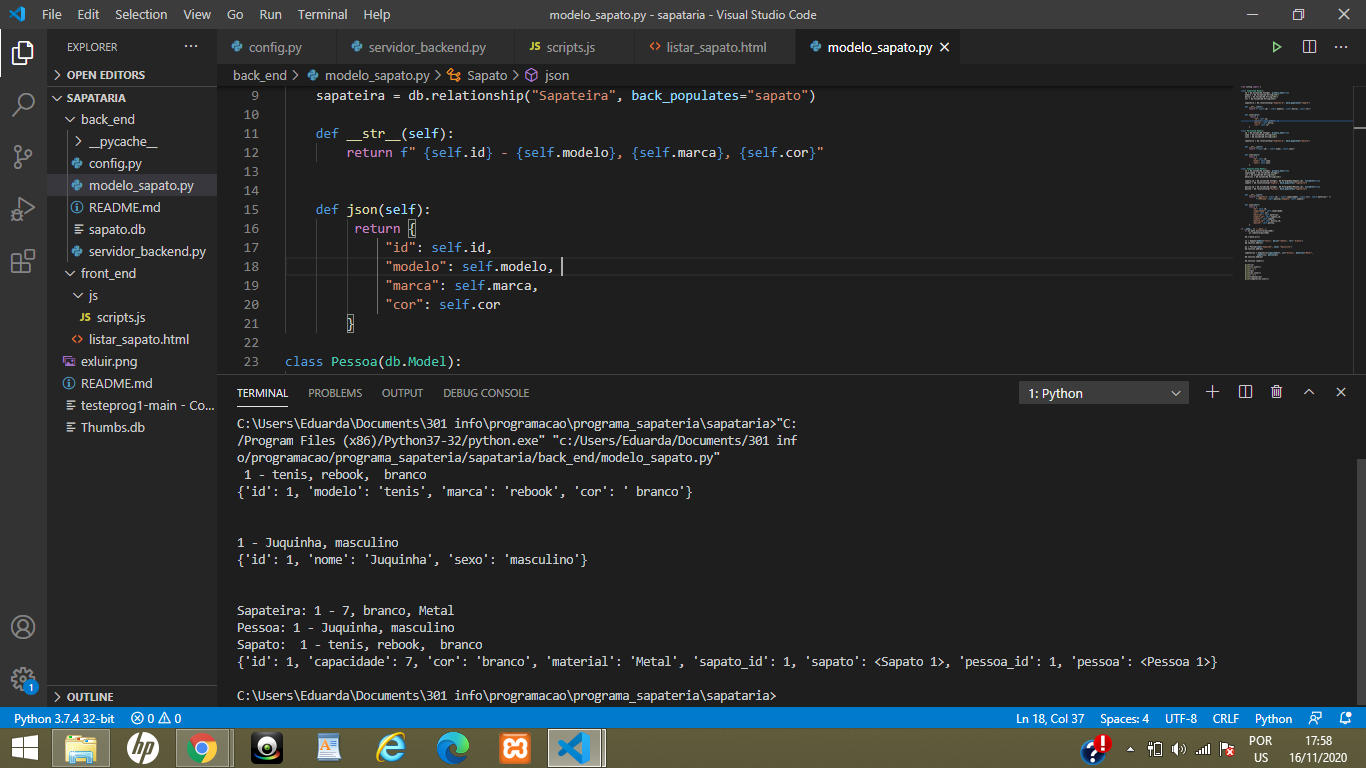 File Edit Selection View Go Run Terminal Help
modelo_sapato.py - sapataria - Visual Studio Code
EXPLORER ...
OPEN EDITORS
SAPATARIA
back_end
__pycache__
config.py
modelo_sapato.py
README.md
sapato.db
servidor_backend.py
front_end
js
JS scripts.js
<> listar_sapato.html
exluir.png
README.md
testeprog1-main - Co...
Thumbs.db
OUTLINE
config.py
servidor_backend.py
JS scripts.js
<> listar_sapato.html
modelo_sapato.py
back_end > modelo_sapato.py > Sapato > json
9 sapateira = db.relationship("Sapateira", back_populates="sapato")
10
11 def __str__(self):
12 return f" {self.id} - {self.modelo}, {self.marca}, {self.cor}"
13
14
15 def json(self):
16 return {
17 "id": self.id,
18 "modelo": self.modelo,
19 "marca": self.marca,
20 "cor": self.cor
21 }
22
23 class Pessoa(db.Model):
TERMINAL PROBLEMS OUTPUT DEBUG CONSOLE
1: Python
C:\Users\Eduarda\Documents\301 info\programacao\programa_sapateria\sapataria>"C:
/Program Files (x86)/Python37-32/python.exe" "c:/Users/Eduarda/Documents/301 inf
o/programacao/programa_sapateria/sapataria/back_end/modelo_sapato.py"
1 - tenis, rebook,  branco
{'id': 1, 'modelo': 'tenis', 'marca': 'rebook', 'cor': ' branco'}
1 - Juquinha, masculino
{'id': 1, 'nome': 'Juquinha', 'sexo': 'masculino'}
Sapateira: 1 - 7, branco, Metal
Pessoa: 1 - Juquinha, masculino
Sapato:  1 - tenis, rebook,  branco
{'id': 1, 'capacidade': 7, 'cor': 'branco', 'material': 'Metal', 'sapato_id': 1, 'sapato': <Sapato 1>, 'pessoa_id': 1, 'pessoa': <Pessoa 1>}
C:\Users\Eduarda\Documents\301 info\programacao\programa_sapateria\sapataria>
1
Python 3.7.4 32-bit
0 0
Ln 18, Col 37
Spaces: 4
UTF-8
CRLF
Python
hp
POR
US
17:58
16/11/2020